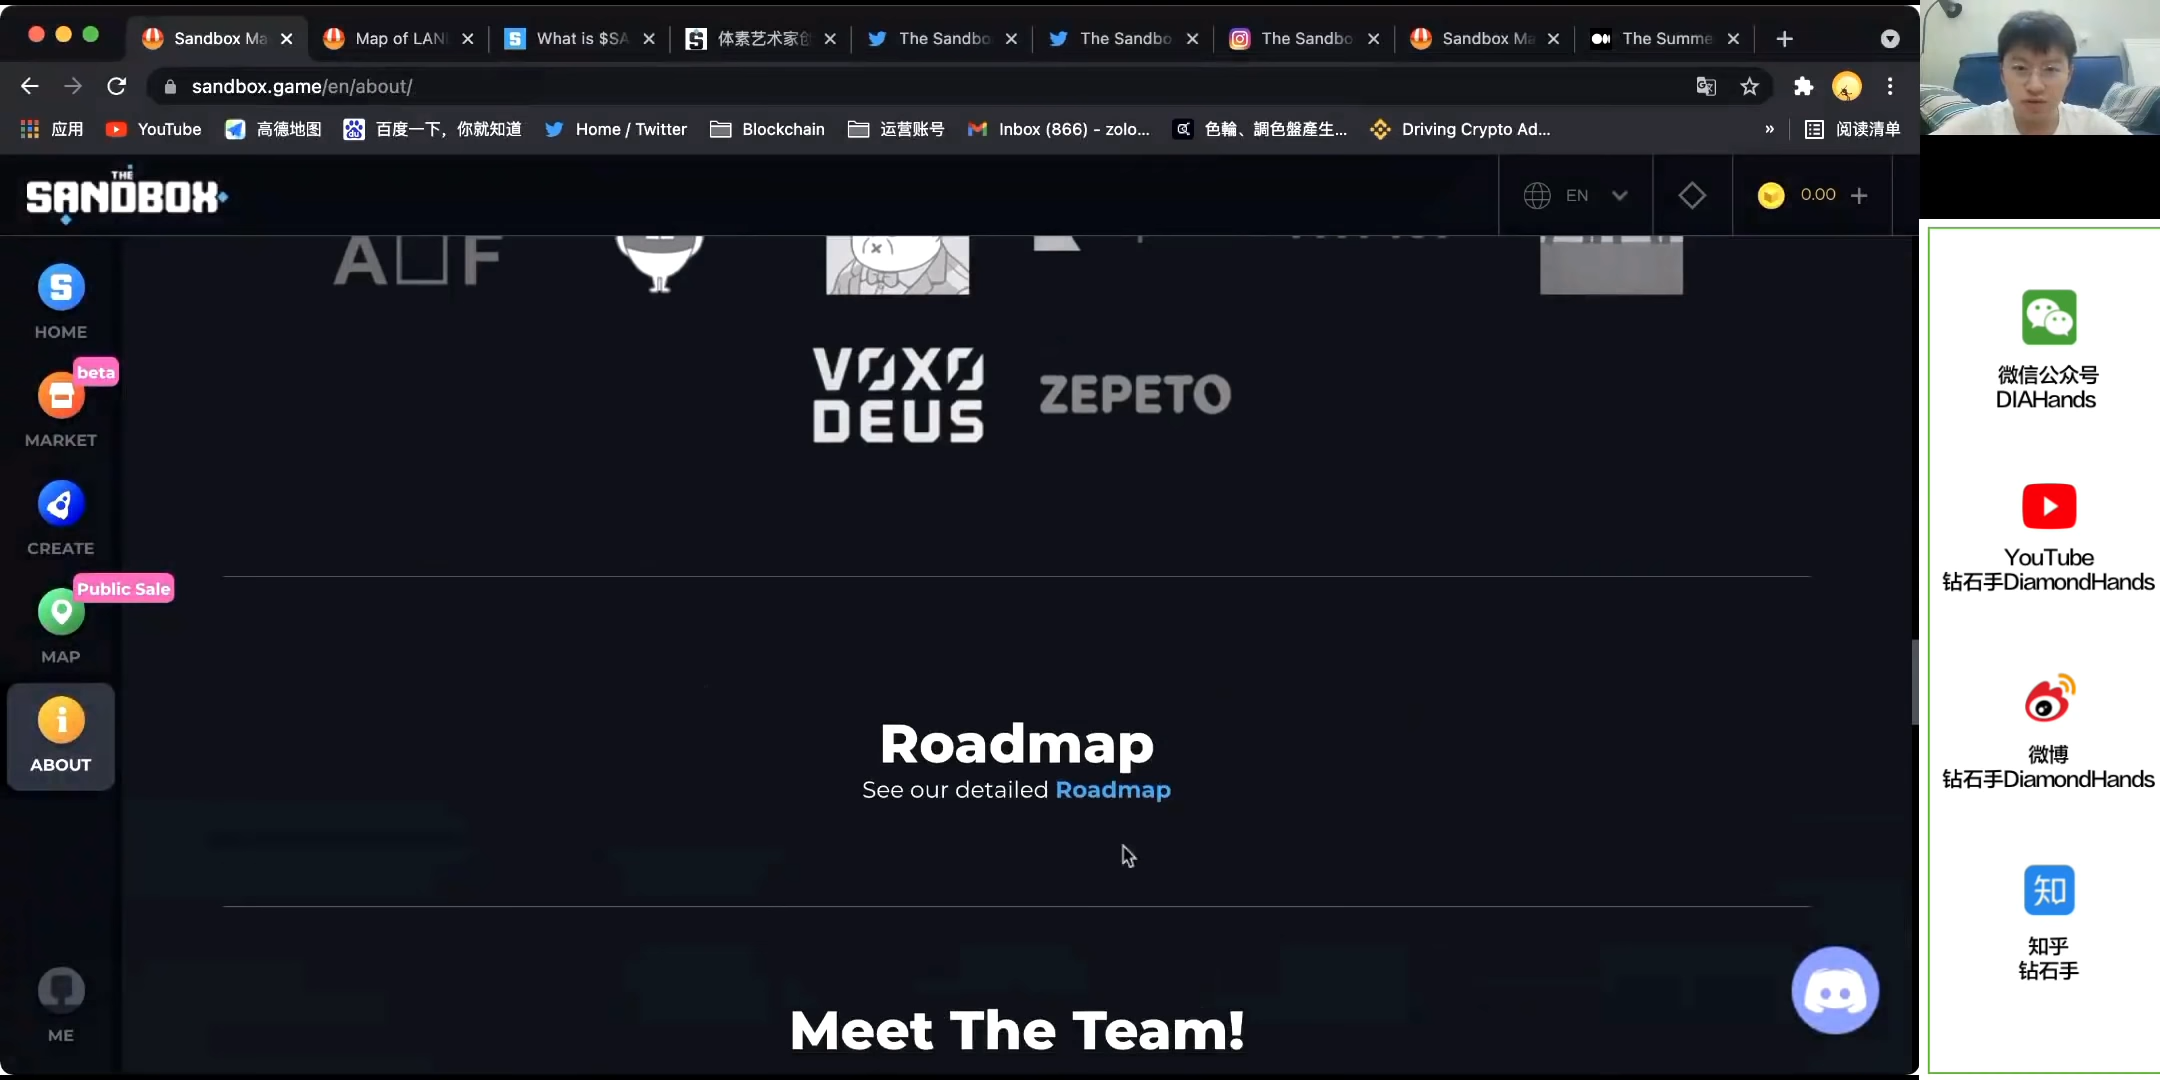 Sandbox Ma
Map of LAN
What is $SA
体素艺术家创
The Sandbo
The Sandbo
The Sandbo
Sandbox Ma
The Summe
sandbox.game/en/about/
应用
YouTube
高德地图
百度一下，你就知道
Home / Twitter
Blockchain
运营账号
Inbox (866) - zolo...
色輪、調色盤產生...
Driving Crypto Ad...
»
阅读清单
THE
SANDBOX
EN
0.00
HOME
beta
MARKET
CREATE
Public Sale
MAP
ABOUT
ME
A F
VOXO
DEUS
ZEPETO
Roadmap
See our detailed Roadmap
Meet The Team!
微信公众号
DIAHands
YouTube
钻石手DiamondHands
微博
钻石手DiamondHands
知
知乎
钻石手